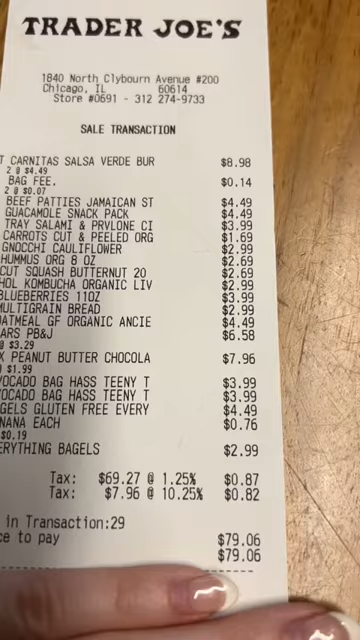 TRADER JOE'S
1840 North Clybourn Avenue #200
Chicago, IL 60614
Store #0691 - 312 274-9733
SALE TRANSACTION
T CARNITAS SALSA VERDE BUR $8.98
2 @ $4.49
BAG FEE. $0.14
2 @ $0.07
BEEF PATTIES JAMAICAN ST $4.49
GUACAMOLE SNACK PACK $4.49
TRAY SALAMI & PRVLONE CI $3.99
CARROTS CUT & PEELED ORG $1.69
GNOCCHI CAULIFLOWER $2.99
HUMMUS ORG 8 OZ $2.69
CUT SQUASH BUTTERNUT 20 $2.69
HOL KOMBUCHA ORGANIC LIV $2.99
BLUEBERRIES 11OZ $3.99
MULTIGRAIN BREAD $2.99
OATMEAL GF ORGANIC ANCIE $4.49
ARS PB&J $6.58
@ $3.29
K PEANUT BUTTER CHOCOLA $7.96
@ $1.99
VOCADO BAG HASS TEENY T $3.99
VOCADO BAG HASS TEENY T $3.99
GELS GLUTEN FREE EVERY $4.49
NANA EACH $0.76
$0.19
ERYTHING BAGELS $2.99
Tax: $69.27 @ 1.25% $0.87
Tax: $7.96 @ 10.25% $0.82
in Transaction:29
ce to pay $79.06
$79.06